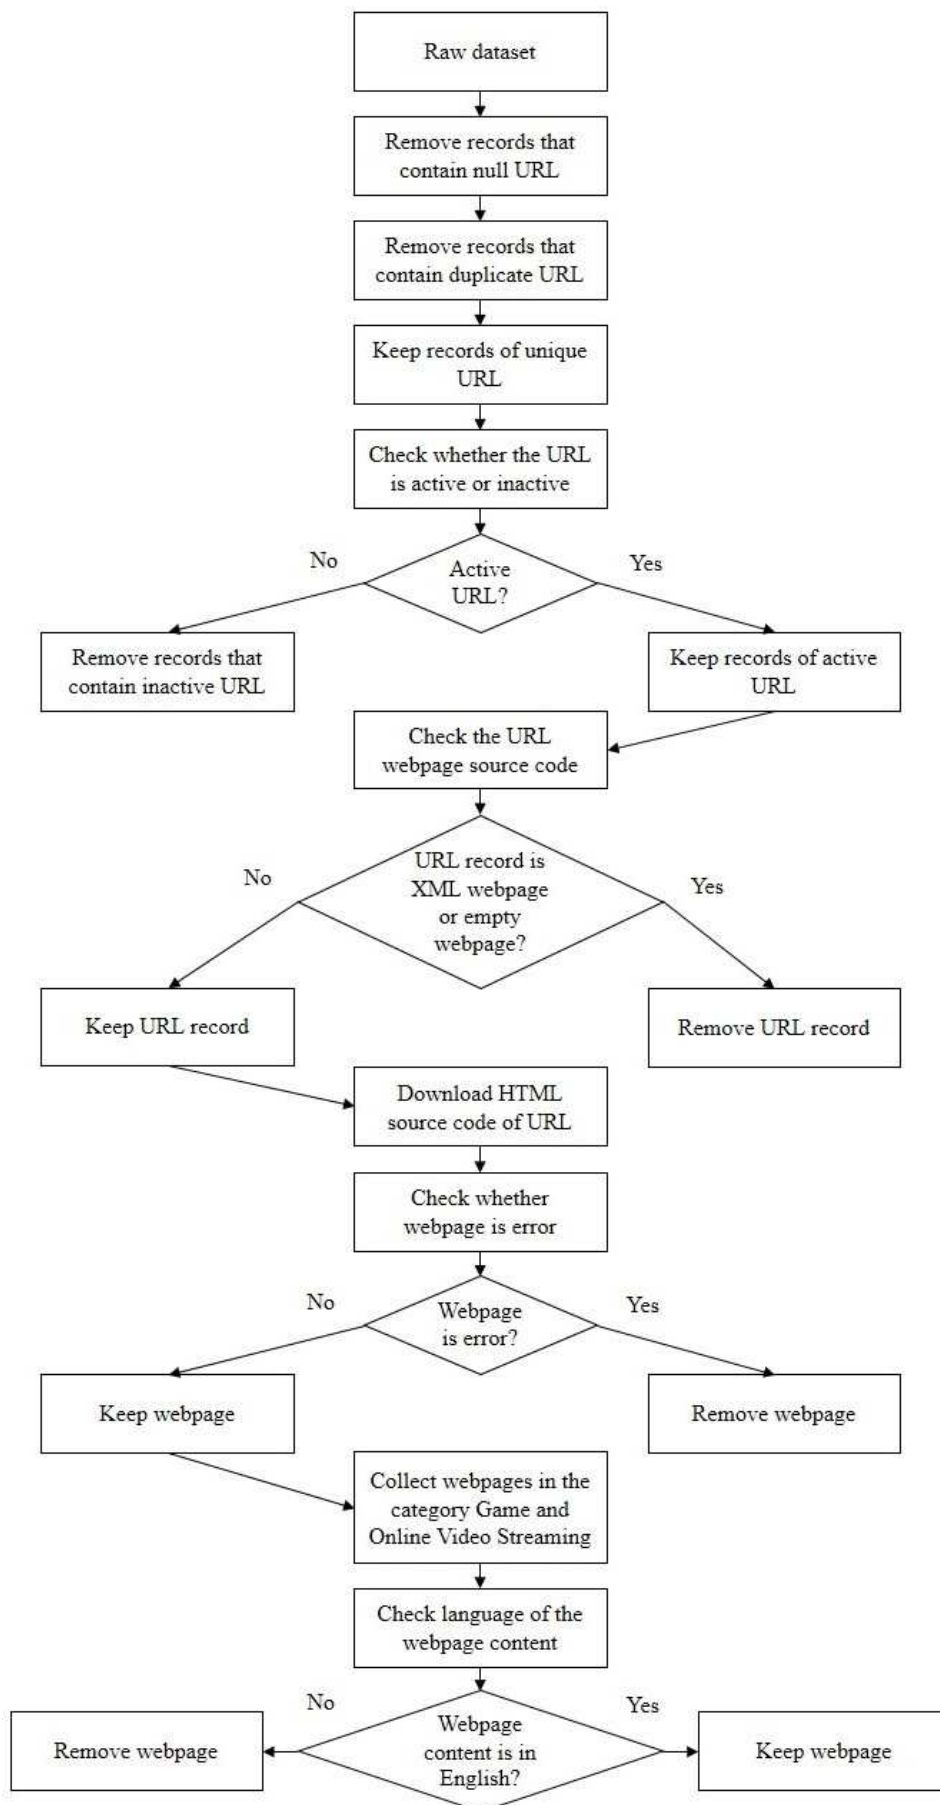 Raw dataset
Remove records that
contain null URL
Remove records that
contain duplicate URL
Keep records of unique
URL
Check whether the URL
is active or inactive
No
Active
URL?
Yes
Remove records that
contain inactive URL
Keep records of active
URL
Check the URL
webpage source code
No
URL record is
XML webpage
or empty
webpage?
Yes
Keep URL record
Remove URL record
Download HTML
source code of URL
Check whether
webpage is error
No
Webpage
is error?
Yes
Keep webpage
Remove webpage
Collect webpages in the
category Game and
Online Video Streaming
Check language of the
webpage content
No
Yes
Remove webpage
Webpage
content is in
English?
Keep webpage